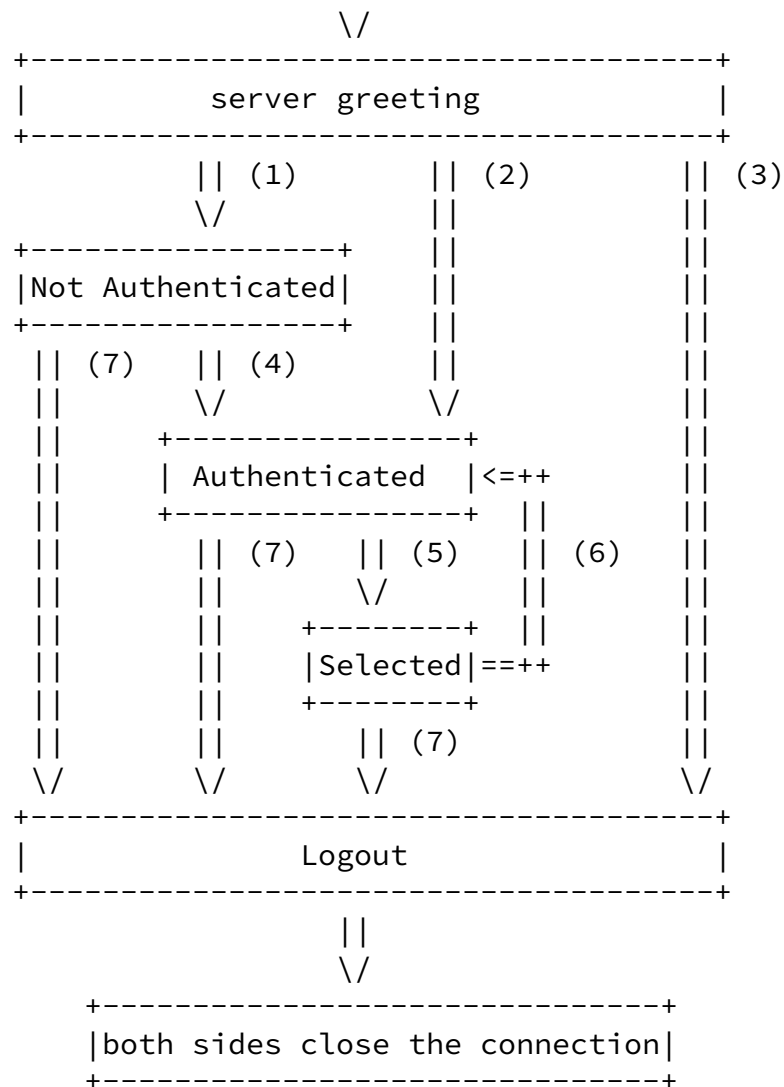 \/
+--------------------------------------+
|          server greeting             |
+--------------------------------------+
          || (1)       || (2)        || (3)
          \/           ||            ||
+-----------------+    ||            ||
|Not Authenticated|    ||            ||
+-----------------+    ||            ||
 || (7)   || (4)       ||            ||
 ||       \/           \/            ||
 ||     +----------------+           ||
 ||     | Authenticated  |<=++       ||
 ||     +----------------+  ||       ||
 ||       || (7)   || (5)   || (6)   ||
 ||       ||       \/       ||       ||
 ||       ||    +--------+  ||       ||
 ||       ||    |Selected|==++       ||
 ||       ||    +--------+           ||
 ||       ||       || (7)            ||
 \/       \/       \/                \/
+--------------------------------------+
|               Logout                 |
+--------------------------------------+
                  ||
                  \/
    +-------------------------------+
    |both sides close the connection|
    +-------------------------------+